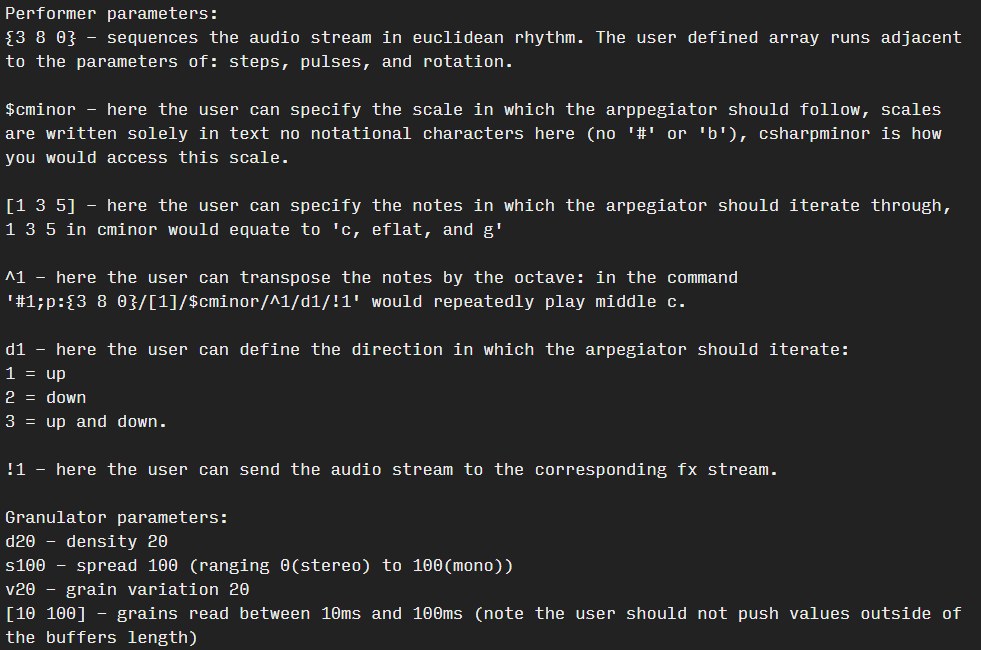 Performer parameters:
{3 8 0} – sequences the audio stream in euclidean rhythm. The user defined array runs adjacent
to the parameters of: steps, pulses, and rotation.
$cminor – here the user can specify the scale in which the arppegiator should follow, scales
are written solely in text no notational characters here (no '#' or 'b'), csharpminor is how
you would access this scale.
[1 3 5] – here the user can specify the notes in which the arpegiator should iterate through,
1 3 5 in cminor would equate to 'c, eflat, and g'
^1 – here the user can transpose the notes by the octave: in the command
'#1;p:{3 8 0}/[1]/$cminor/^1/d1/!1' would repeatedly play middle c.
d1 – here the user can define the direction in which the arpegiator should iterate:
1 = up
2 = down
3 = up and down.
!1 – here the user can send the audio stream to the corresponding fx stream.
Granulator parameters:
d20 – density 20
s100 – spread 100 (ranging 0(stereo) to 100(mono))
v20 – grain variation 20
[10 100] – grains read between 10ms and 100ms (note the user should not push values outside of
the buffers length)